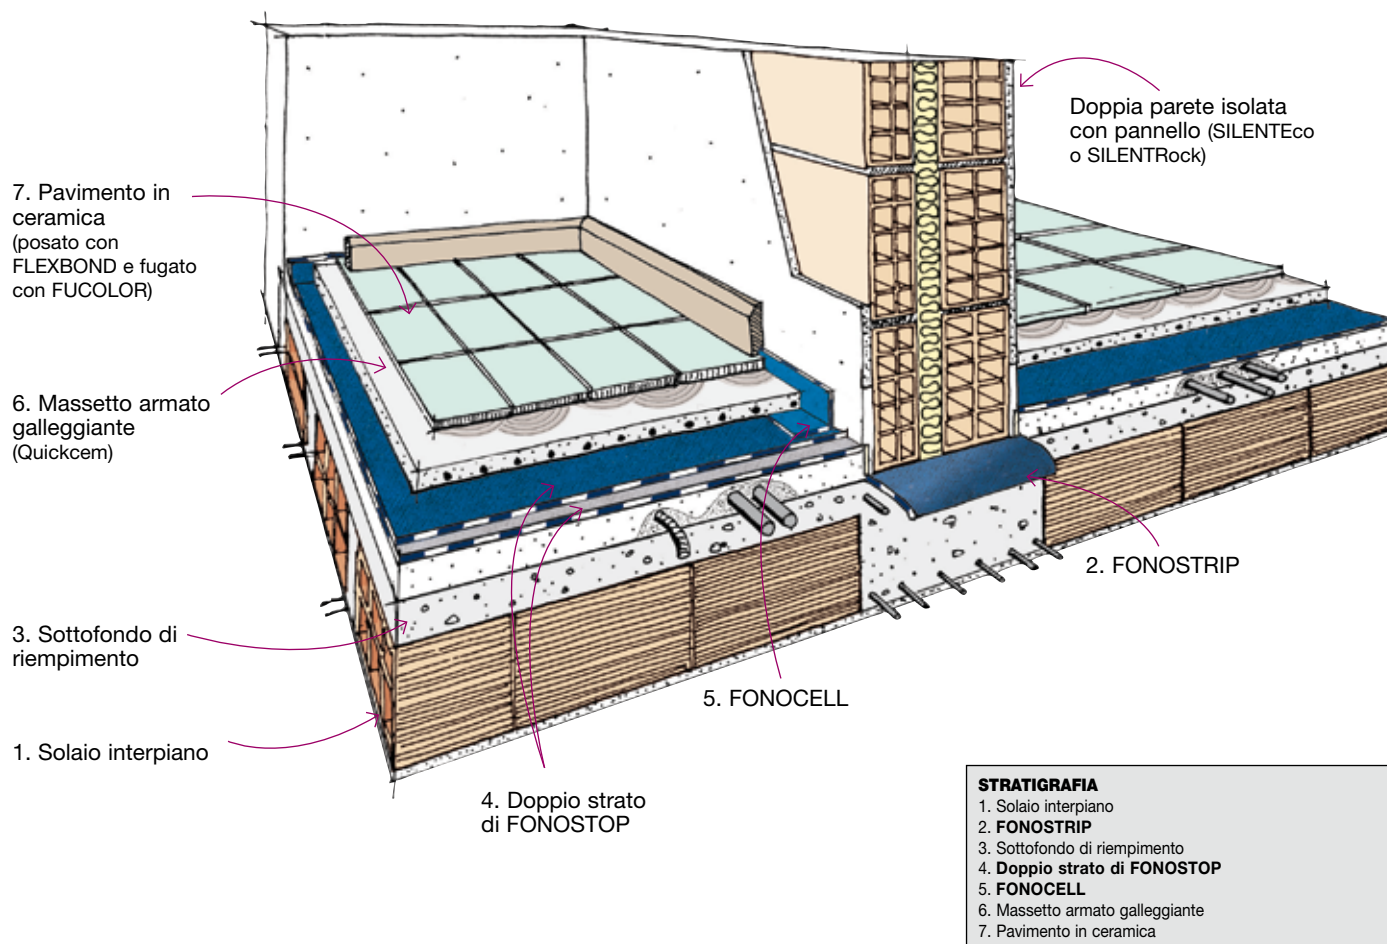 Doppia parete isolata
con pannello (SILENTEco
o SILENTRock)
7. Pavimento in
ceramica
(posato con
FLEXBOND e fugato
con FUCOLOR)
6. Massetto armato
galleggiante
(Quickcem)
2. FONOSTRIP
3. Sottofondo di
riempimento
5. FONOCELL
1. Solaio interpiano
4. Doppio strato
di FONOSTOP
STRATIGRAFIA
1. Solaio interpiano
2. FONOSTRIP
3. Sottofondo di riempimento
4. Doppio strato di FONOSTOP
5. FONOCELL
6. Massetto armato galleggiante
7. Pavimento in ceramica